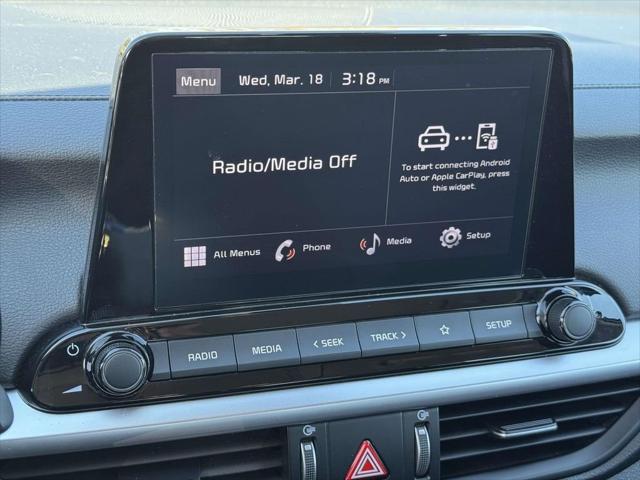 Menu Wed, Mar. 18 3:18 PM
Radio/Media Off
To start connecting Android
Auto or Apple CarPlay, press
this widget.
All Menus Phone Media Setup
RADIO MEDIA < SEEK TRACK > SETUP